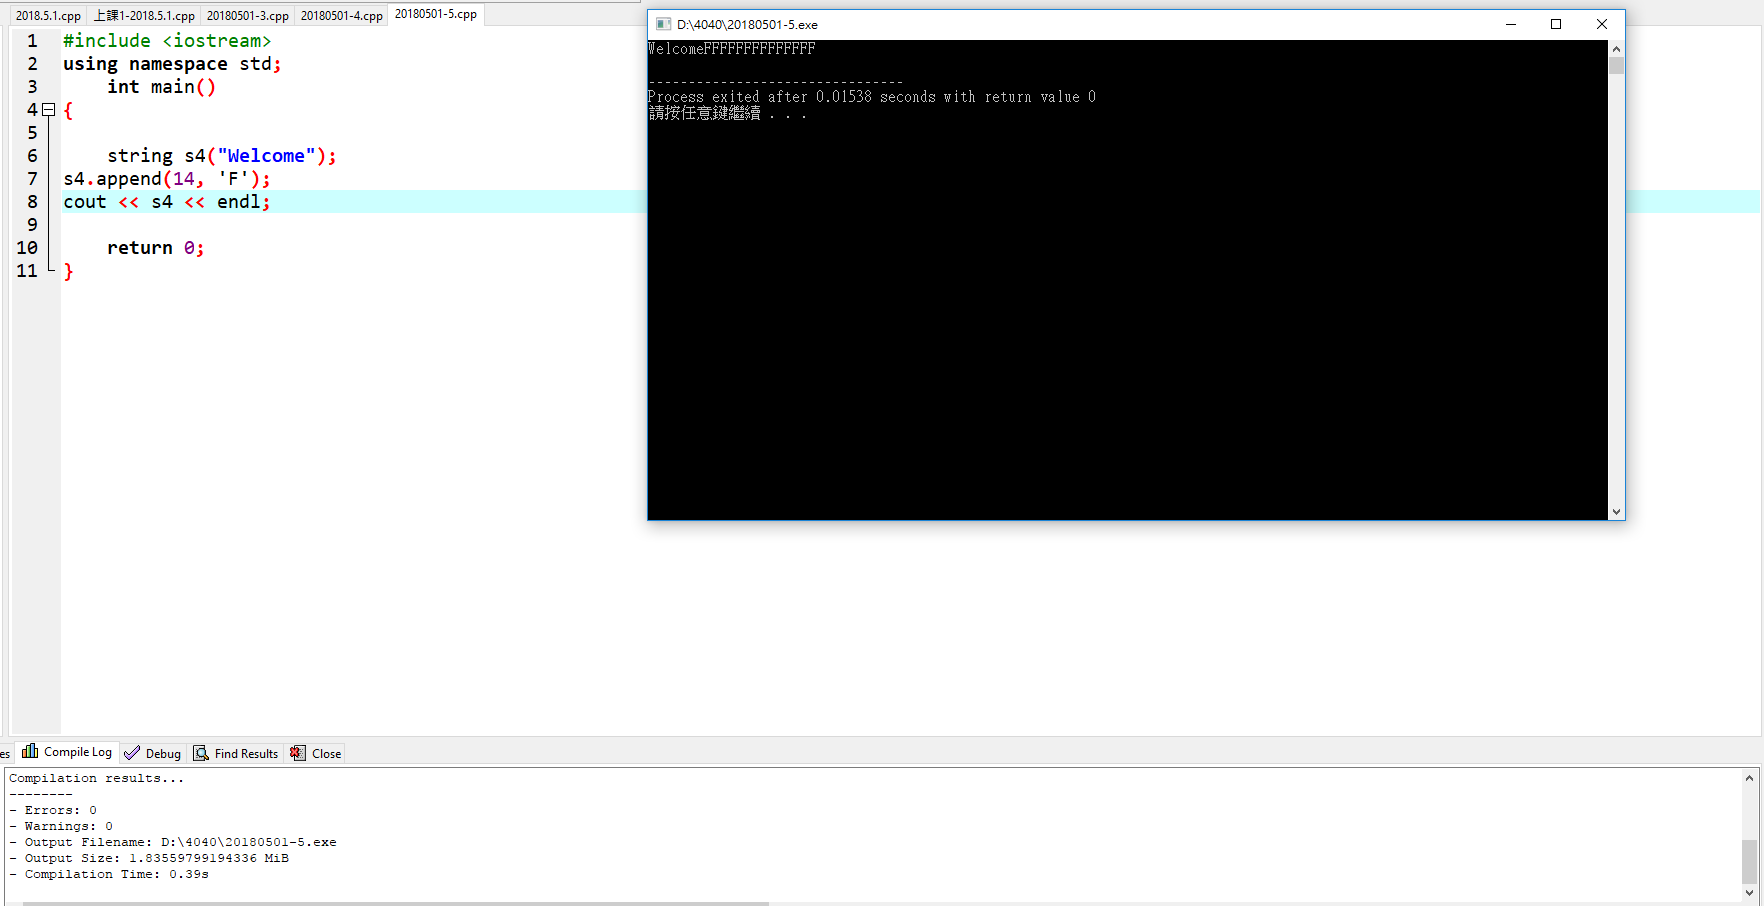 2018.5.1.cpp 上課1-2018.5.1.cpp 20180501-3.cpp 20180501-4.cpp 20180501-5.cpp
1 #include <iostream>
2 using namespace std;
3 int main()
4 {
5
6 string s4("Welcome");
7 s4.append(14, 'F');
8 cout << s4 << endl;
9
10 return 0;
11 }
D:\4040\20180501-5.exe
WelcomeFFFFFFFFFFFFFF
--------------------------------
Process exited after 0.01538 seconds with return value 0
請按任意鍵繼續 . . .
es Compile Log Debug Find Results Close
Compilation results...
--------
- Errors: 0
- Warnings: 0
- Output Filename: D:\4040\20180501-5.exe
- Output Size: 1.83559799194336 MiB
- Compilation Time: 0.39s